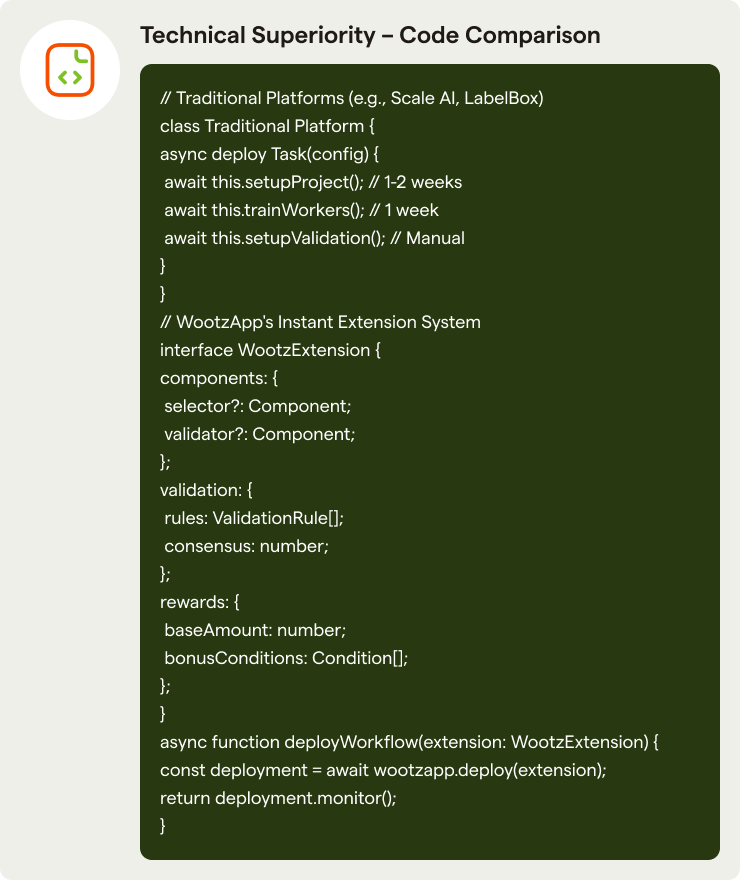 Technical Superiority – Code Comparison
// Traditional Platforms (e.g., Scale AI, LabelBox)
class Traditional Platform {
async deploy Task(config) {
await this.setupProject(); // 1-2 weeks
await this.trainWorkers(); // 1 week
await this.setupValidation(); // Manual
}
}
// WootzApp's Instant Extension System
interface WootzExtension {
components: {
selector?: Component;
validator?: Component;
};
validation: {
rules: ValidationRule[];
consensus: number;
};
rewards: {
baseAmount: number;
bonusConditions: Condition[];
};
}
async function deployWorkflow(extension: WootzExtension) {
const deployment = await wootzapp.deploy(extension);
return deployment.monitor();
}